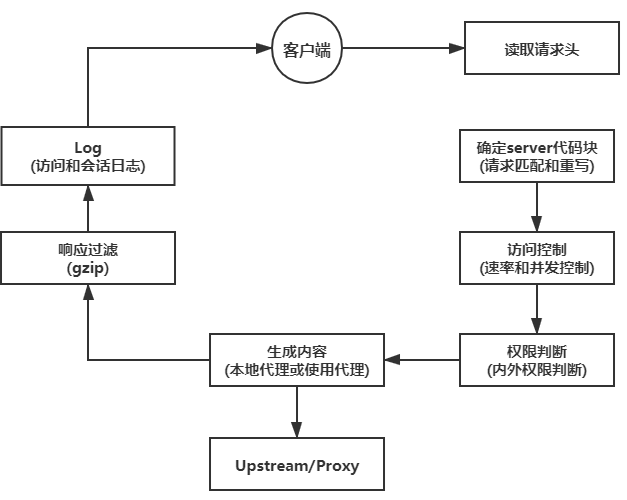 客户端
读取请求头
Log
(访问和会话日志)
确定server代码块
(请求匹配和重写)
响应过滤
(gzip)
访问控制
(速率和并发控制)
生成内容
(本地代理或使用代理)
权限判断
(内外权限判断)
Upstream/Proxy